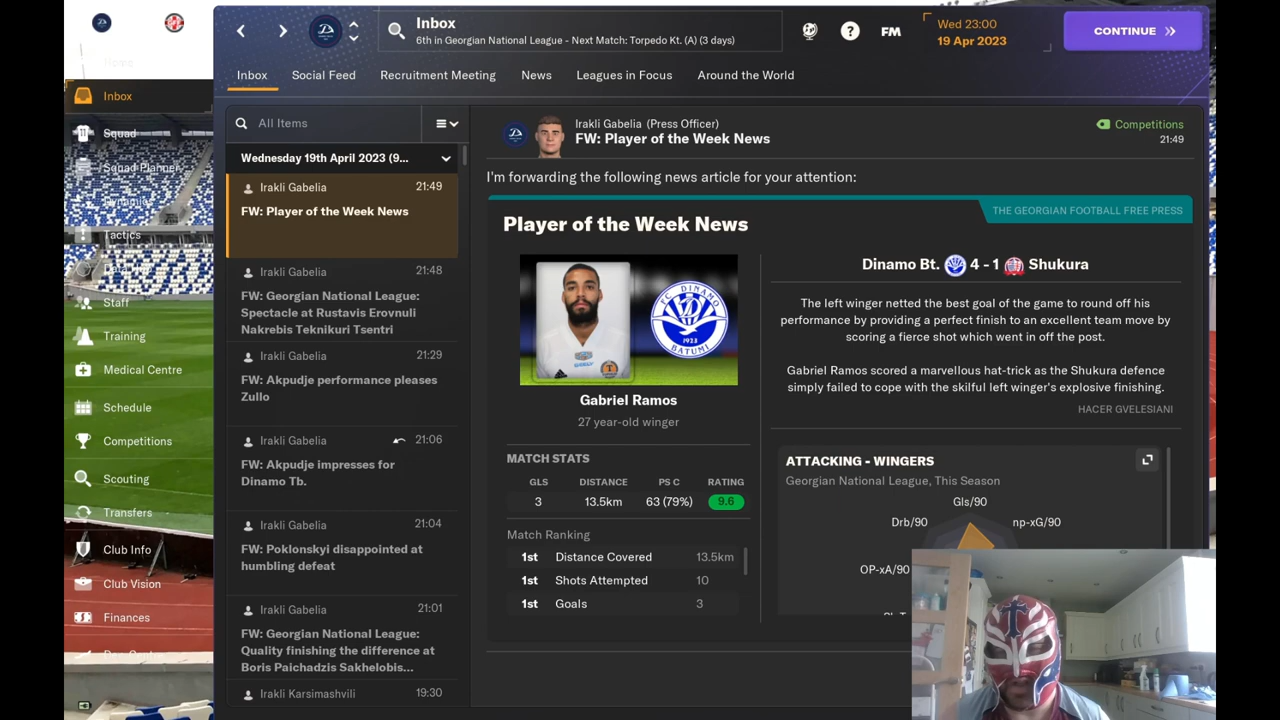 Inbox
6th in Georgian National League - Next Match: Torpedo Kt. (A) (3 days)
FM
Wed 23:00
19 Apr 2023
CONTINUE
Inbox
Social Feed
Recruitment Meeting
News
Leagues in Focus
Around the World
Inbox
Squad
Squad Planner
Dynamics
Tactics
Data Hub
Staff
Training
Medical Centre
Schedule
Competitions
Scouting
Transfers
Club Info
Club Vision
Finances
All Items
Wednesday 19th April 2023 (9...
Irakli Gabelia 21:49
FW: Player of the Week News
Irakli Gabelia 21:48
FW: Georgian National League:
Spectacle at Rustavis Erovnuli
Nakrebis Teknikuri Tsentri
Irakli Gabelia 21:29
FW: Akpudje performance pleases
Zullo
Irakli Gabelia 21:06
FW: Akpudje impresses for
Dinamo Tb.
Irakli Gabelia 21:04
FW: Poklonskyi disappointed at
humbling defeat
Irakli Gabelia 21:01
FW: Georgian National League:
Quality finishing the difference at
Boris Paichadzis Sakhelobis...
Irakli Karsimashvili 19:30
Irakli Gabelia (Press Officer)
FW: Player of the Week News
Competitions
21:49
I'm forwarding the following news article for your attention:
THE GEORGIAN FOOTBALL FREE PRESS
Player of the Week News
FC DINAMO
1923
BATUMI
Gabriel Ramos
27 year-old winger
MATCH STATS
GLS DISTANCE PS C RATING
3 13.5km 63 (79%) 9.6
Match Ranking
1st Distance Covered 13.5km
1st Shots Attempted 10
1st Goals 3
Dinamo Bt. 4 - 1 Shukura
The left winger netted the best goal of the game to round off his
performance by providing a perfect finish to an excellent team move by
scoring a fierce shot which went in off the post.
Gabriel Ramos scored a marvellous hat-trick as the Shukura defence
simply failed to cope with the skilful left winger's explosive finishing.
HACER GVELESIANI
ATTACKING - WINGERS
Georgian National League, This Season
Gls/90
Drb/90
np-xG/90
OP-xA/90